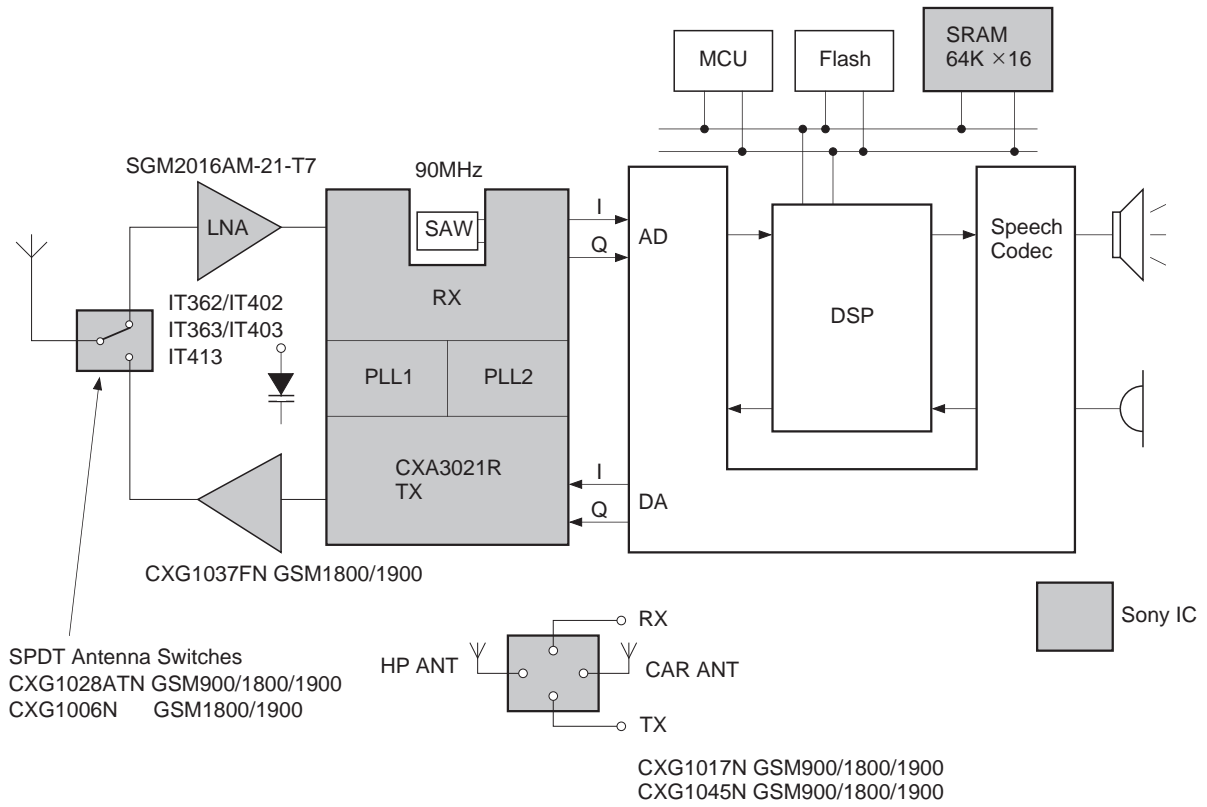 MCU
Flash
SRAM
64K ×16
SGM2016AM-21-T7
90MHz
LNA
SAW
I
Q
AD
Speech
Codec
RX
IT362/IT402
IT363/IT403
IT413
DSP
PLL1
PLL2
CXA3021R
TX
I
Q
DA
CXG1037FN GSM1800/1900
Sony IC
SPDT Antenna Switches
CXG1028ATN GSM900/1800/1900
CXG1006N GSM1800/1900
RX
HP ANT
CAR ANT
TX
CXG1017N GSM900/1800/1900
CXG1045N GSM900/1800/1900